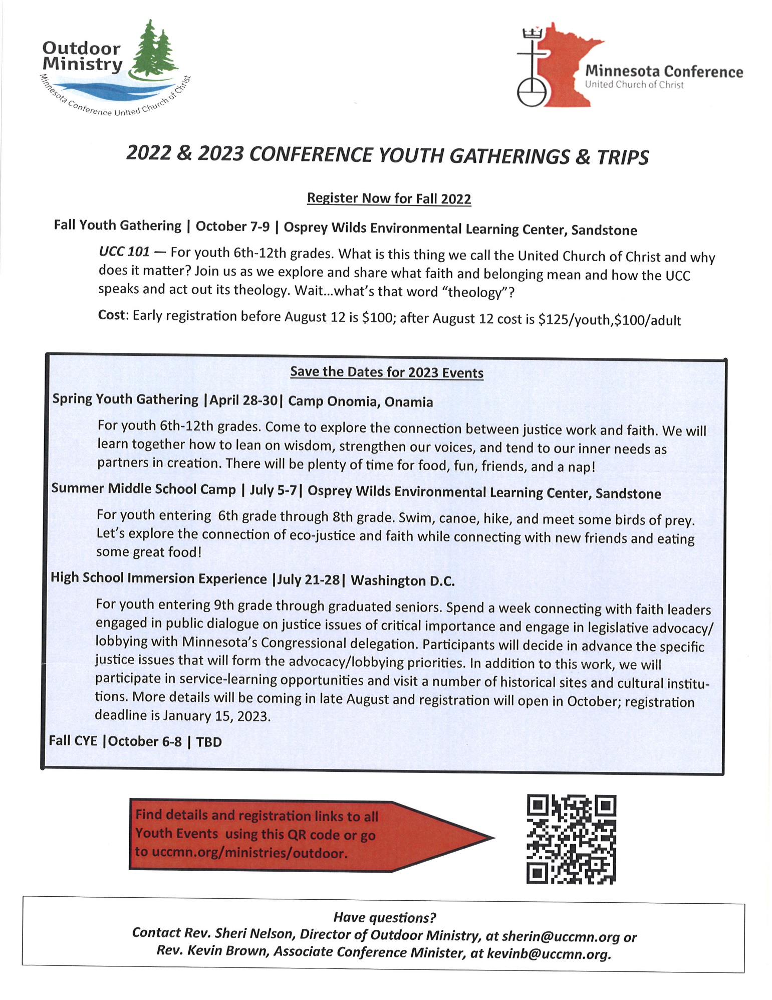 Outdoor
Ministry
Minnesota Conference United Church of Christ
Minnesota Conference
United Church of Christ
2022 & 2023 CONFERENCE YOUTH GATHERINGS & TRIPS
Register Now for Fall 2022
Fall Youth Gathering | October 7-9 | Osprey Wilds Environmental Learning Center, Sandstone
UCC 101 — For youth 6th-12th grades. What is this thing we call the United Church of Christ and why
does it matter? Join us as we explore and share what faith and belonging mean and how the UCC
speaks and act out its theology. Wait...what's that word “theology”?
Cost: Early registration before August 12 is $100; after August 12 cost is $125/youth,$100/adult
Save the Dates for 2023 Events
Spring Youth Gathering |April 28-30| Camp Onomia, Onamia
For youth 6th-12th grades. Come to explore the connection between justice work and faith. We will
learn together how to lean on wisdom, strengthen our voices, and tend to our inner needs as
partners in creation. There will be plenty of time for food, fun, friends, and a nap!
Summer Middle School Camp | July 5-7| Osprey Wilds Environmental Learning Center, Sandstone
For youth entering  6th grade through 8th grade. Swim, canoe, hike, and meet some birds of prey.
Let's explore the connection of eco-justice and faith while connecting with new friends and eating
some great food!
High School Immersion Experience |July 21-28| Washington D.C.
For youth entering 9th grade through graduated seniors. Spend a week connecting with faith leaders
engaged in public dialogue on justice issues of critical importance and engage in legislative advocacy/
lobbying with Minnesota's Congressional delegation. Participants will decide in advance the specific
justice issues that will form the advocacy/lobbying priorities. In addition to this work, we will
participate in service-learning opportunities and visit a number of historical sites and cultural institu-
tions. More details will be coming in late August and registration will open in October; registration
deadline is January 15, 2023.
Fall CYE |October 6-8 | TBD
Find details and registration links to all
Youth Events  using this QR code or go
to uccmn.org/ministries/outdoor.
Have questions?
Contact Rev. Sheri Nelson, Director of Outdoor Ministry, at sherin@uccmn.org or
Rev. Kevin Brown, Associate Conference Minister, at kevinb@uccmn.org.